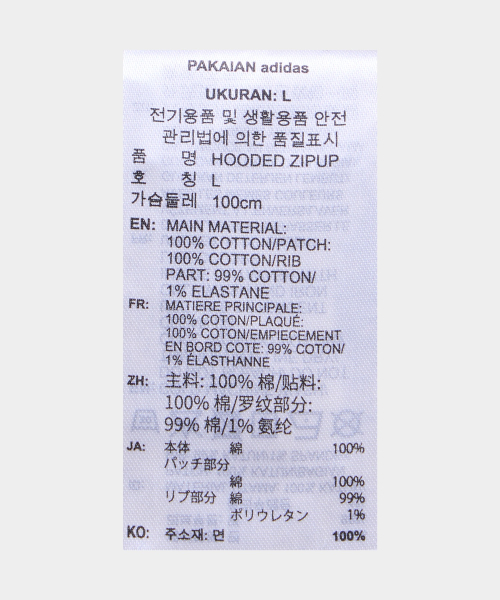 PAKAIAN adidas
UKURAN: L
전기용품 및 생활용품 안전
관리법에 의한 품질표시
품 명 HOODED ZIPUP
호 칭 L
가슴둘레 100cm
EN: MAIN MATERIAL:
100% COTTON/PATCH:
100% COTTON/RIB
PART: 99% COTTON/
1% ELASTANE
FR: MATIERE PRINCIPALE:
100% COTON/PLAQUÉ:
100% COTON/EMPIECEMENT
EN BORD COTE: 99% COTON/
1% ÉLASTHANNE
ZH: 主料: 100% 棉/贴料:
100% 棉/罗纹部分:
99% 棉/1% 氨纶
JA: 本体 綿 100%
パッチ部分
綿 100%
リブ部分 綿 99%
ポリウレタン 1%
KO: 주소재: 면 100%